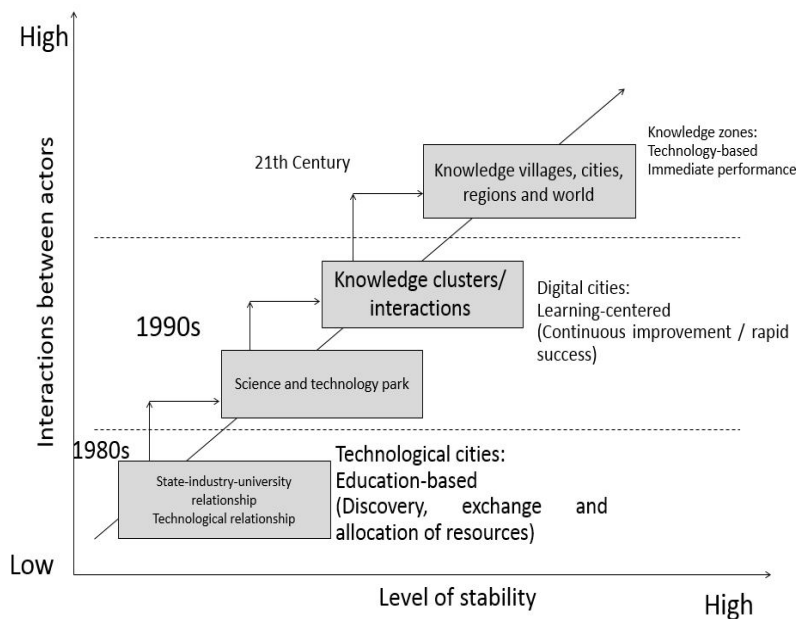 High
Interactions between actors
Low
21th Century
Knowledge villages, cities,
regions and world
Knowledge zones:
Technology-based
Immediate performance
1990s
Knowledge clusters/
interactions
Digital cities:
Learning-centered
(Continuous improvement / rapid
success)
Science and technology park
1980s
State-industry-university
relationship
Technological relationship
Technological cities:
Education-based
(Discovery, exchange and
allocation of resources)
Level of stability
High